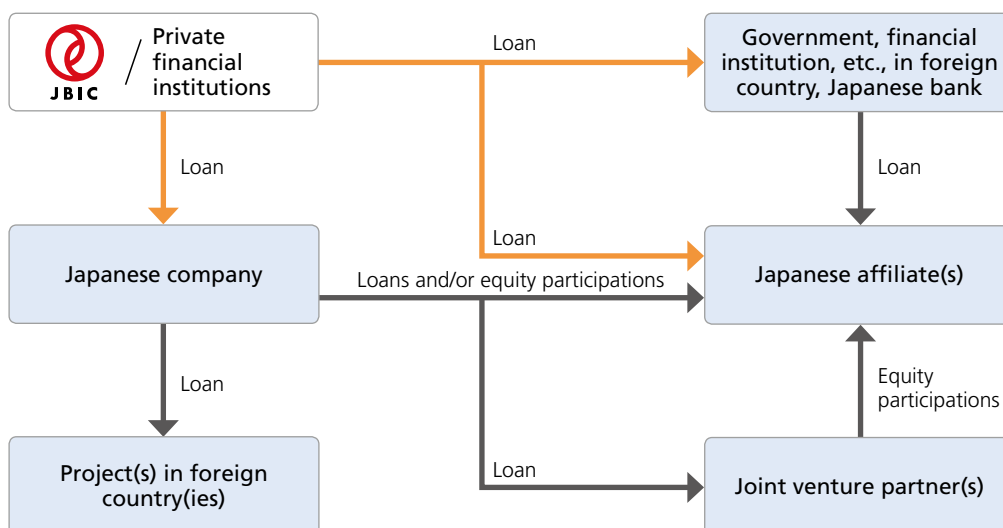 JBIC
Private
financial
institutions
Loan
Government, financial
institution, etc., in foreign
country, Japanese bank
Loan
Loan
Loan
Japanese company
Loans and/or equity participations
Japanese affiliate(s)
Loan
Equity
participations
Project(s) in foreign
country(ies)
Loan
Joint venture partner(s)